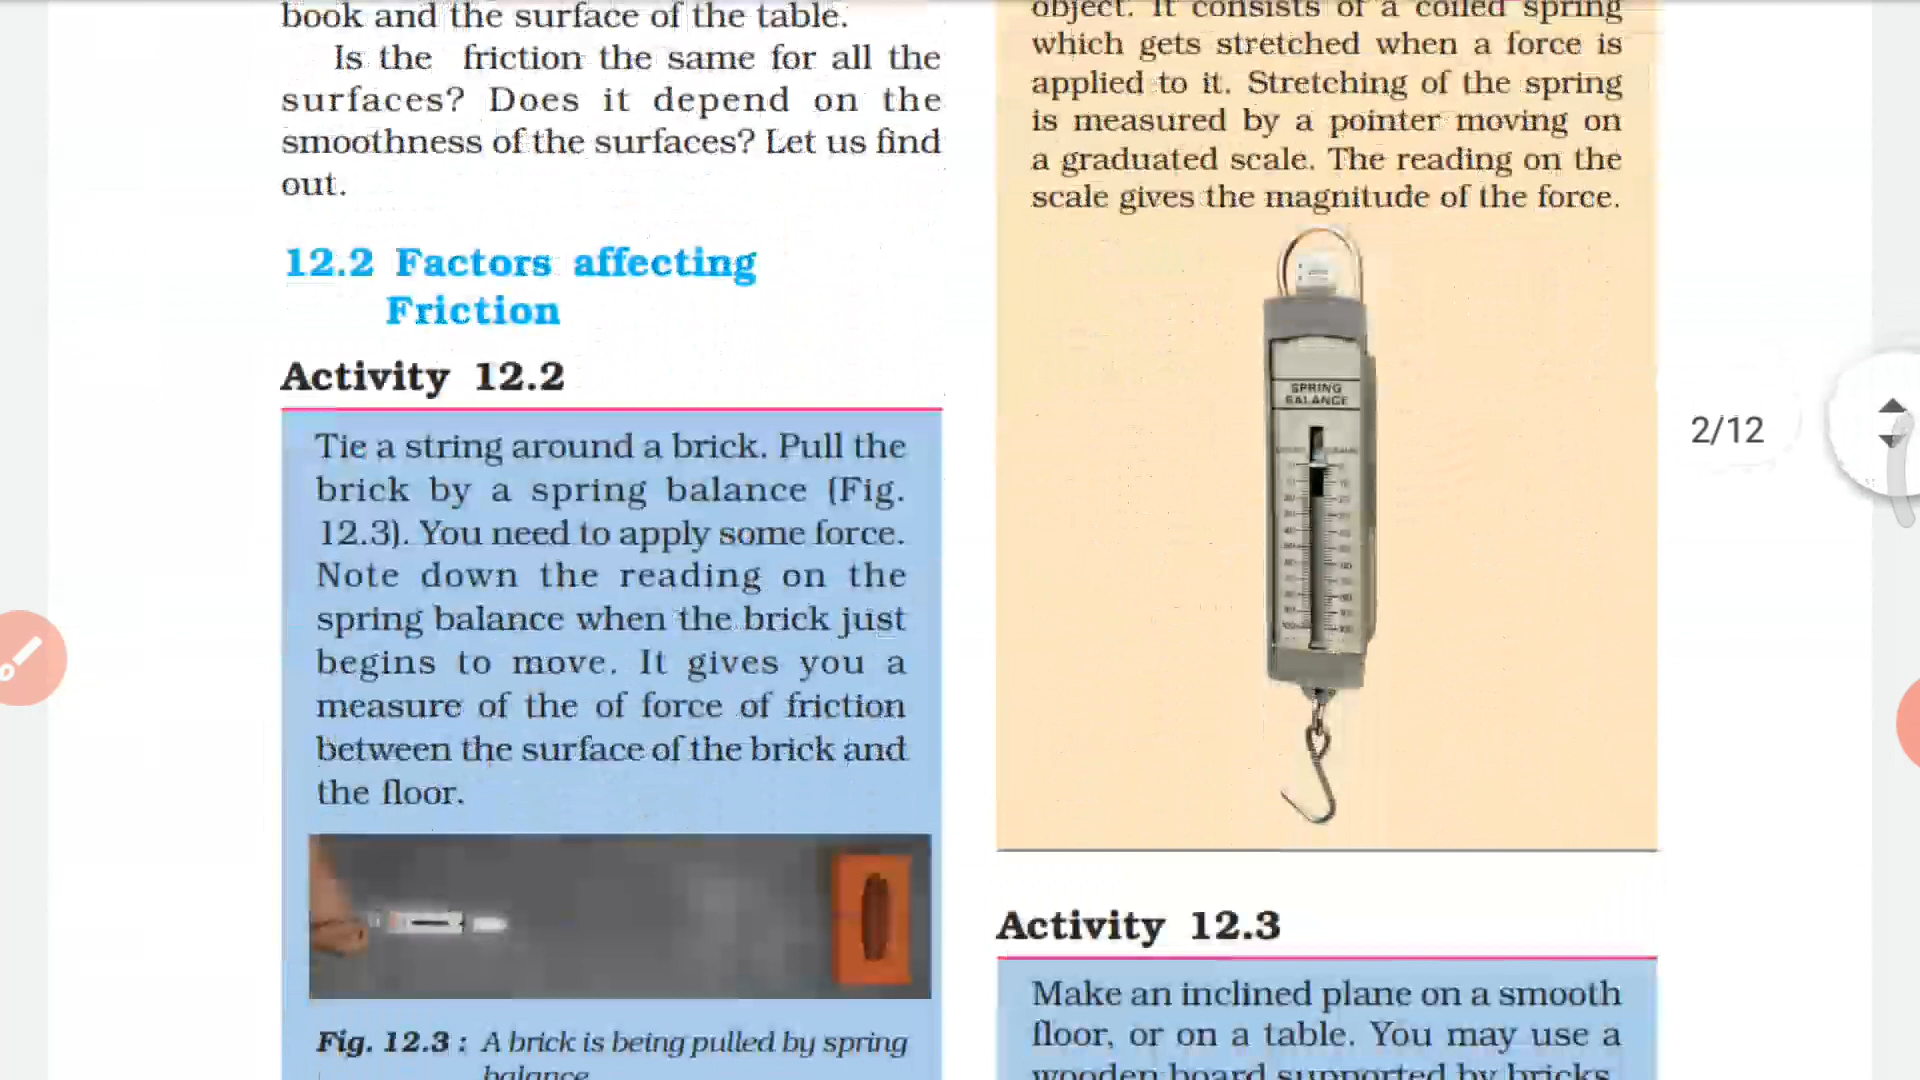 book and the surface of the table.
Is the friction the same for all the
surfaces? Does it depend on the
smoothness of the surfaces? Let us find
out.
12.2 Factors affecting
Friction
Activity 12.2
Tie a string around a brick. Pull the
brick by a spring balance (Fig.
12.3). You need to apply some force.
Note down the reading on the
spring balance when the brick just
begins to move. It gives you a
measure of the of force of friction
between the surface of the brick and
the floor.
Fig. 12.3 : A brick is being pulled by spring
balance
object. It consists of a coiled spring
which gets stretched when a force is
applied to it. Stretching of the spring
is measured by a pointer moving on
a graduated scale. The reading on the
scale gives the magnitude of the force.
SPRING
BALANCE
Activity 12.3
Make an inclined plane on a smooth
floor, or on a table. You may use a
wooden board supported by bricks,
2/12